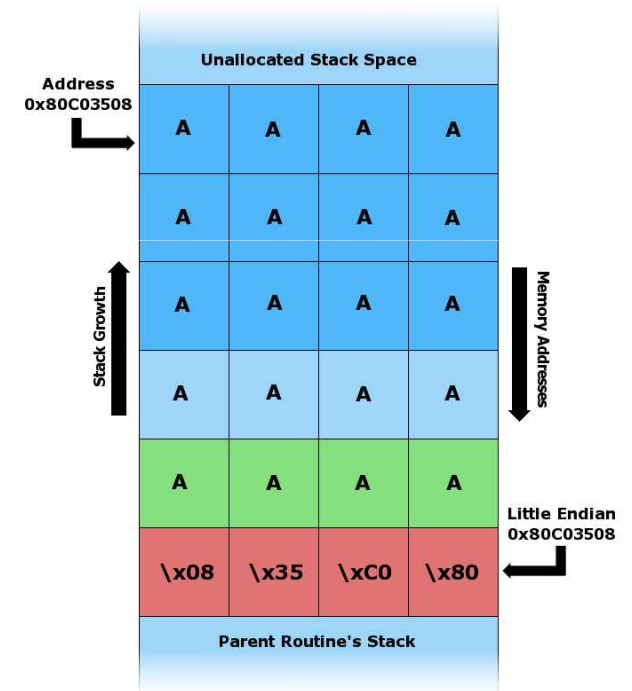 Unallocated Stack Space
Address
0x80C03508
A A A A
A A A A
Stack Growth
A A A A
Memory Addresses
A A A A
A A A A
Little Endian
0x80C03508
\x08 \x35 \xC0 \x80
Parent Routine's Stack